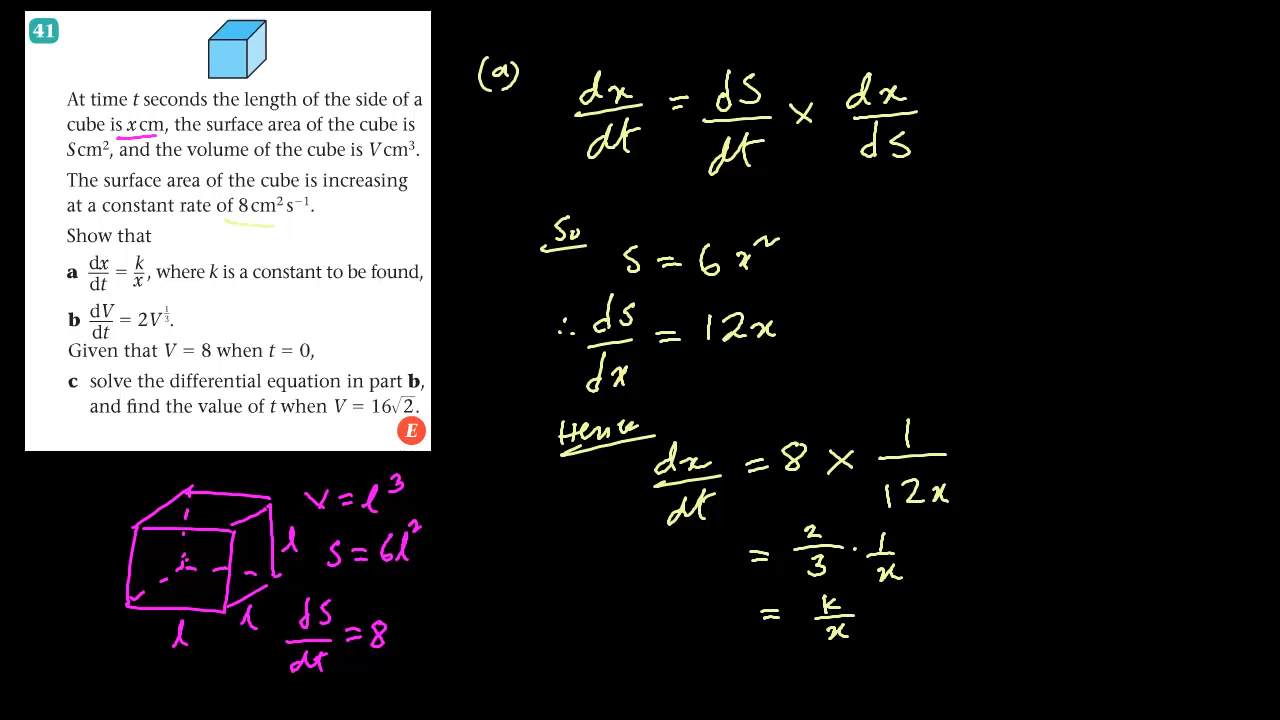 41
At time t seconds the length of the side of a
cube is x cm, the surface area of the cube is
S cm², and the volume of the cube is V cm³.
The surface area of the cube is increasing
at a constant rate of 8 cm² s⁻¹.
Show that
a dx/dt = k/x, where k is a constant to be found,
b dV/dt = 2V^(1/3).
Given that V = 8 when t = 0,
c solve the differential equation in part b,
and find the value of t when V = 16√2.
E
V = l³
l S = 6l²
l l dS/dt = 8
(a) dx/dt = dS/dt × dx/dS
So S = 6x²
∴ dS/dx = 12x
Hence dx/dt = 8 × 1/12x
= 2/3 · 1/x
= k/x